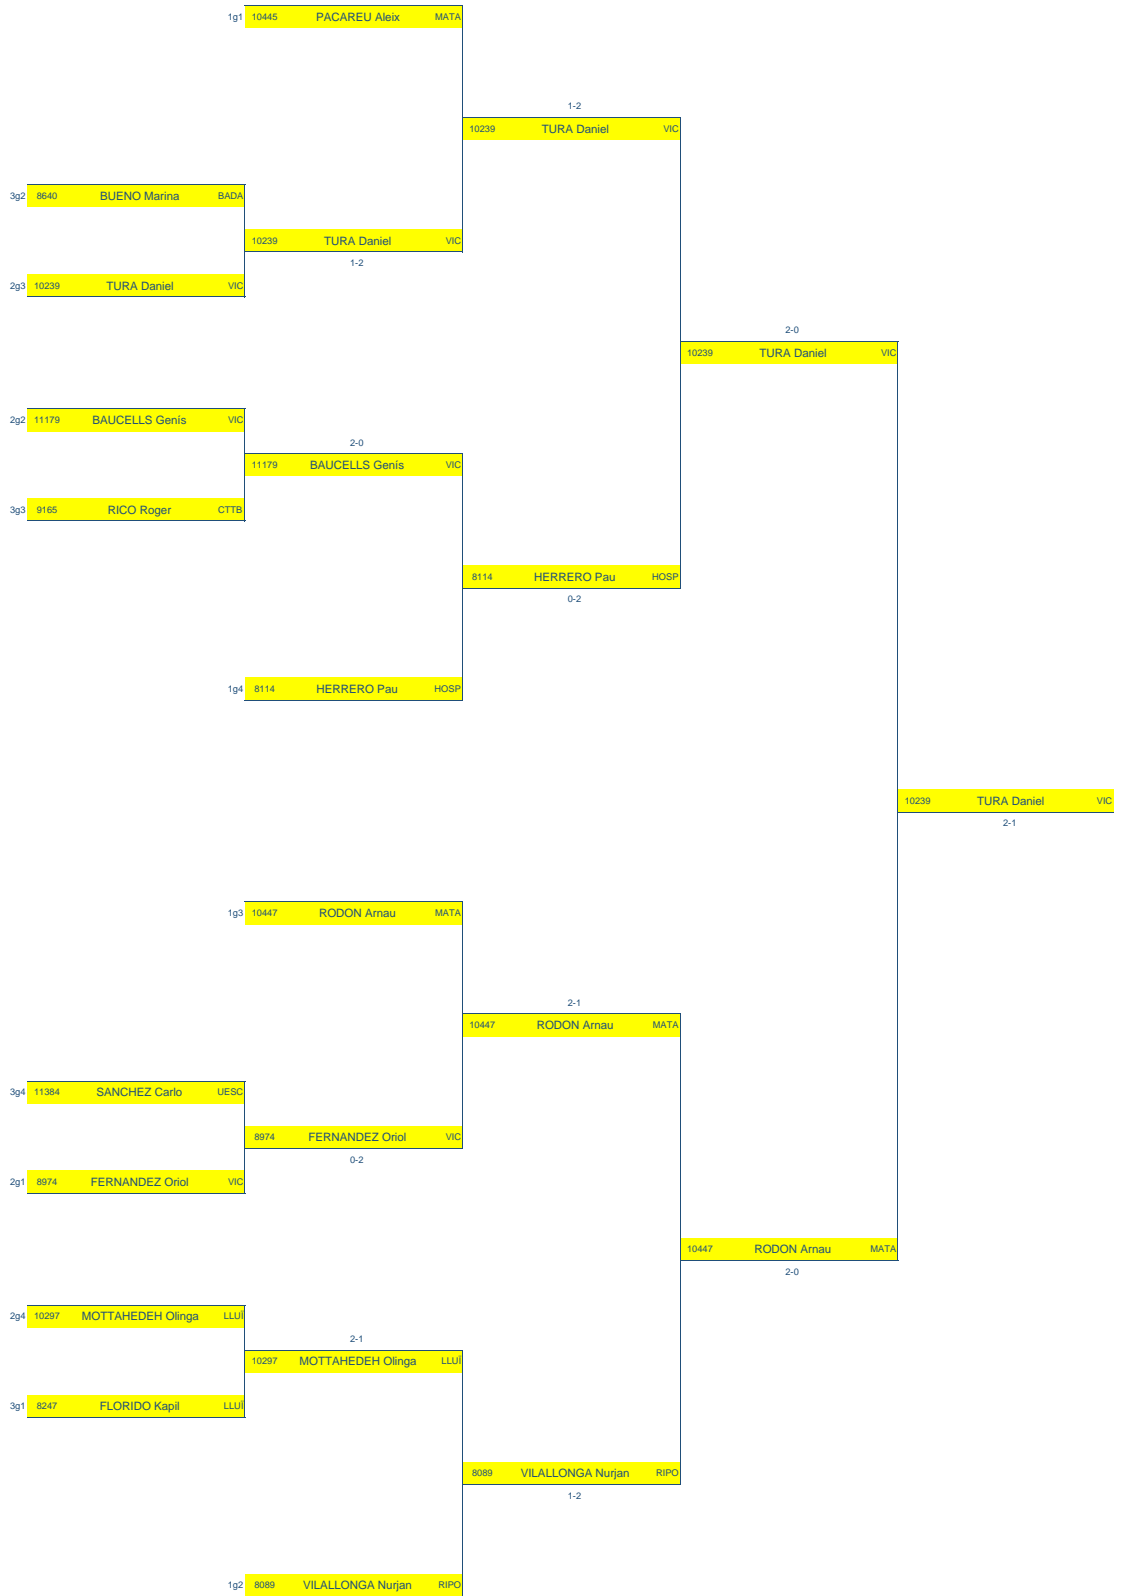 1g1 10445 PACAREU Aleix MATA
1-2
10239 TURA Daniel VIC
3g2 8640 BUENO Marina BADA
10239 TURA Daniel VIC
1-2
2g3 10239 TURA Daniel VIC
2-0
10239 TURA Daniel VIC
2g2 11179 BAUCELLS Genís VIC
2-0
11179 BAUCELLS Genís VIC
3g3 9165 RICO Roger CTTB
8114 HERRERO Pau HOSP
0-2
1g4 8114 HERRERO Pau HOSP
10239 TURA Daniel VIC
2-1
1g3 10447 RODON Arnau MATA
2-1
10447 RODON Arnau MATA
3g4 11384 SANCHEZ Carlo UESC
8974 FERNANDEZ Oriol VIC
0-2
2g1 8974 FERNANDEZ Oriol VIC
10447 RODON Arnau MATA
2-0
2g4 10297 MOTTAHEDEH Olinga LLUÏ
2-1
10297 MOTTAHEDEH Olinga LLUÏ
3g1 8247 FLORIDO Kapil LLUÏ
8089 VILALLONGA Nurjan RIPO
1-2
1g2 8089 VILALLONGA Nurjan RIPO